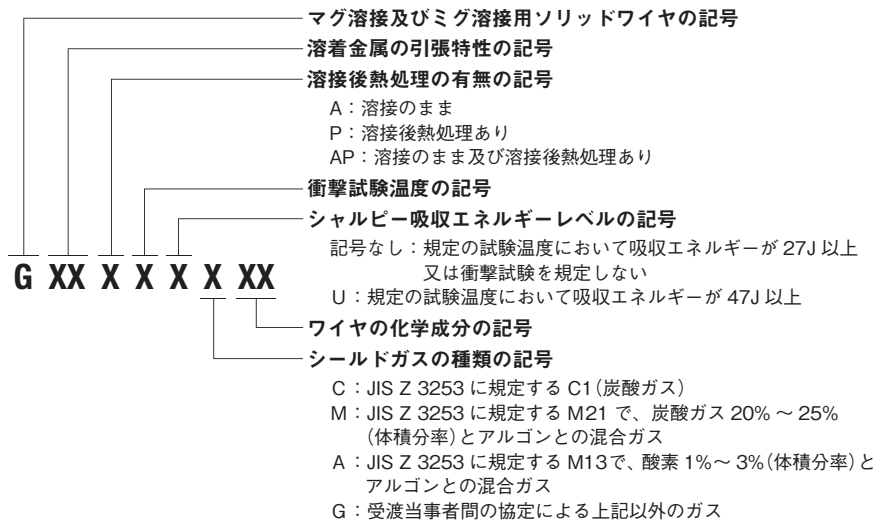 マグ溶接及びミグ溶接用ソリッドワイヤの記号
溶着金属の引張特性の記号
溶接後熱処理の有無の記号
A：溶接のまま
P：溶接後熱処理あり
AP：溶接のまま及び溶接後熱処理あり
衝撃試験温度の記号
シャルピー吸収エネルギーレベルの記号
記号なし：規定の試験温度において吸収エネルギーが 27J 以上
又は衝撃試験を規定しない
U：規定の試験温度において吸収エネルギーが 47J 以上
G XX X X X X XX
ワイヤの化学成分の記号
シールドガスの種類の記号
C：JIS Z 3253 に規定する C1（炭酸ガス）
M：JIS Z 3253 に規定する M21 で、炭酸ガス 20% ～ 25%
（体積分率）とアルゴンとの混合ガス
A：JIS Z 3253 に規定する M13で、酸素 1%～ 3%（体積分率）と
アルゴンとの混合ガス
G：受渡当事者間の協定による上記以外のガス